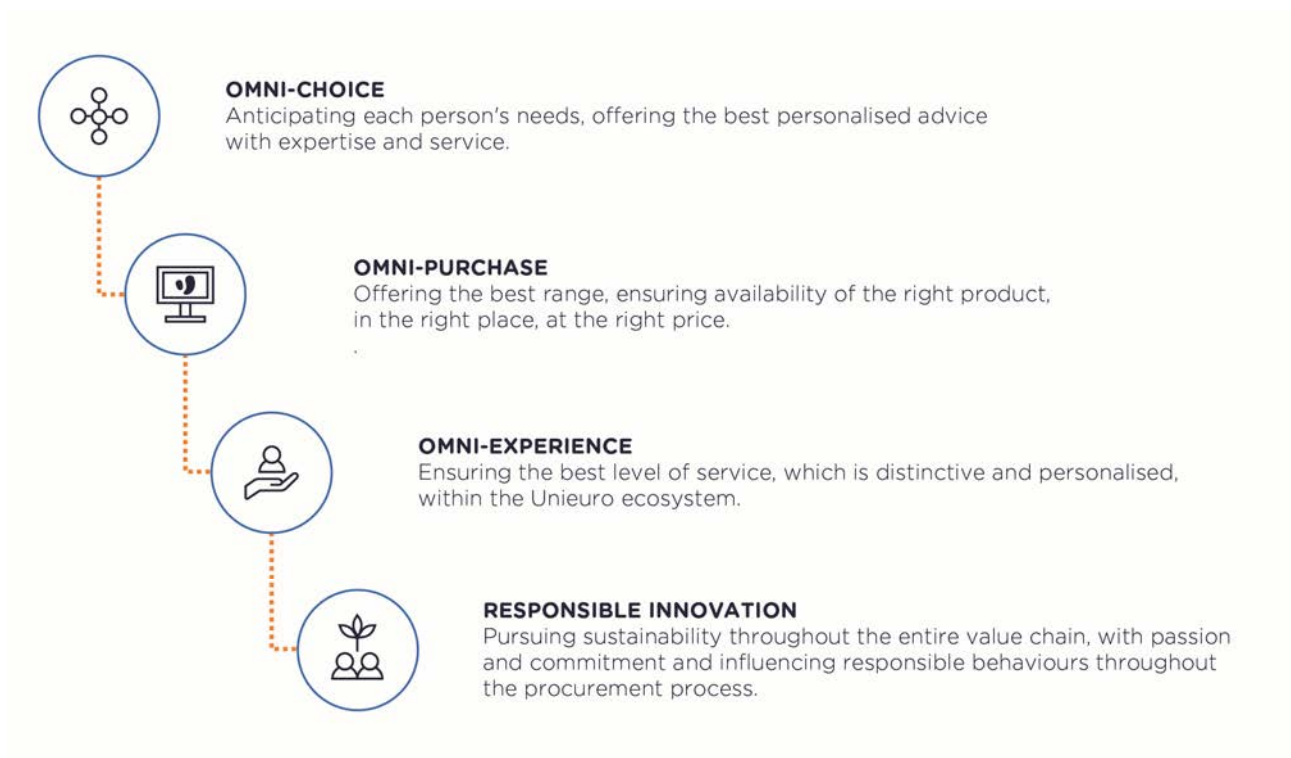 OMNI-CHOICE
Anticipating each person's needs, offering the best personalised advice
with expertise and service.
OMNI-PURCHASE
Offering the best range, ensuring availability of the right product,
in the right place, at the right price.
.
OMNI-EXPERIENCE
Ensuring the best level of service, which is distinctive and personalised,
within the Unieuro ecosystem.
RESPONSIBLE INNOVATION
Pursuing sustainability throughout the entire value chain, with passion
and commitment and influencing responsible behaviours throughout
the procurement process.